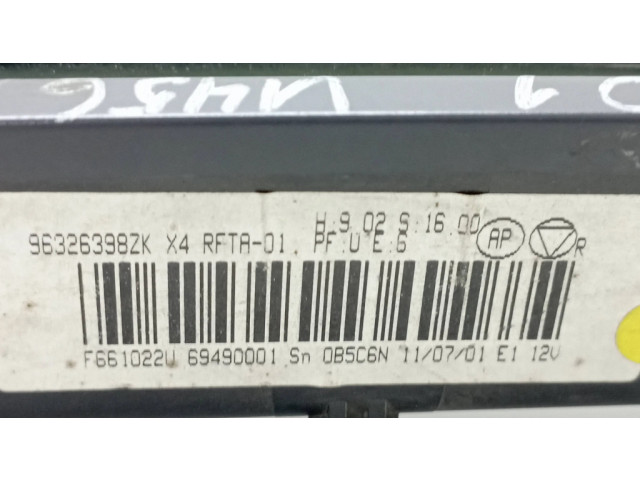 96326398ZK X4 RFTA-01 H:9.02 S:16.00
PF:U E:6 AP R
F661022U 69490001 Sn 0B5C6N 11/07/01 E1 12V